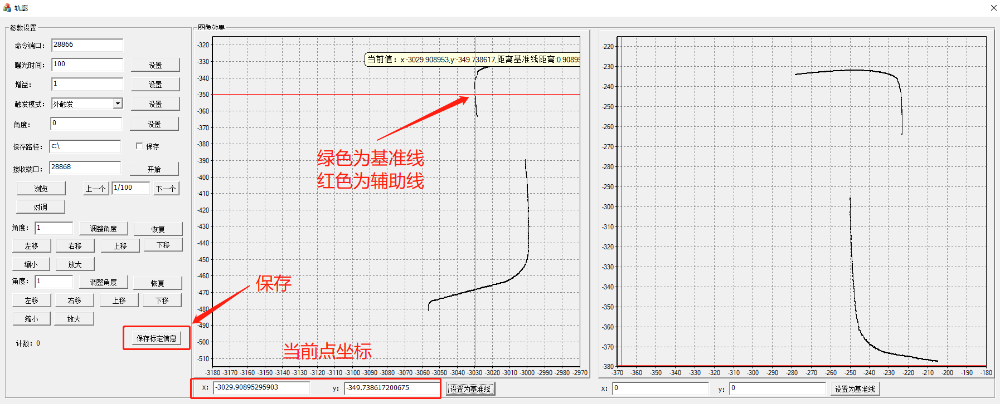 轨廓
参数设置
命令端口： 28866
曝光时间： 100 设置
增益： 1 设置
触发模式： 外触发 设置
角度： 0 设置
保存路径： c:\ 保存
接收端口： 28868 开始
浏览 上一个 1/100 下一个
对调
角度： 1 调整角度 恢复
左移 右移 上移 下移
缩小 放大
角度： 1 调整角度 恢复
左移 右移 上移 下移
缩小 放大
保存标定信息
计数：0
图像效果
-320
-330
-340
-350
-360
-370
-380
-390
-400
-410
-420
-430
-440
-450
-460
-470
-480
-490
-500
-510
-3180 -3170 -3160 -3150 -3140 -3130 -3120 -3110 -3100 -3090 -3080 -3070 -3060 -3050 -3040 -3030 -3020 -3010 -3000 -2990 -2980 -2970
当前值：x:-3029.908953,y:-349.738617,距离基准线距离:0.90895
绿色为基准线
红色为辅助线
保存
当前点坐标
x: -3029.90895295903 y: -349.738617200675 设置为基准线
-220
-230
-240
-250
-260
-270
-280
-290
-300
-310
-320
-330
-340
-350
-360
-370
-380
-370 -360 -350 -340 -330 -320 -310 -300 -290 -280 -270 -260 -250 -240 -230 -220 -210 -200 -190 -180
x: 0 y: 0 设置为基准线